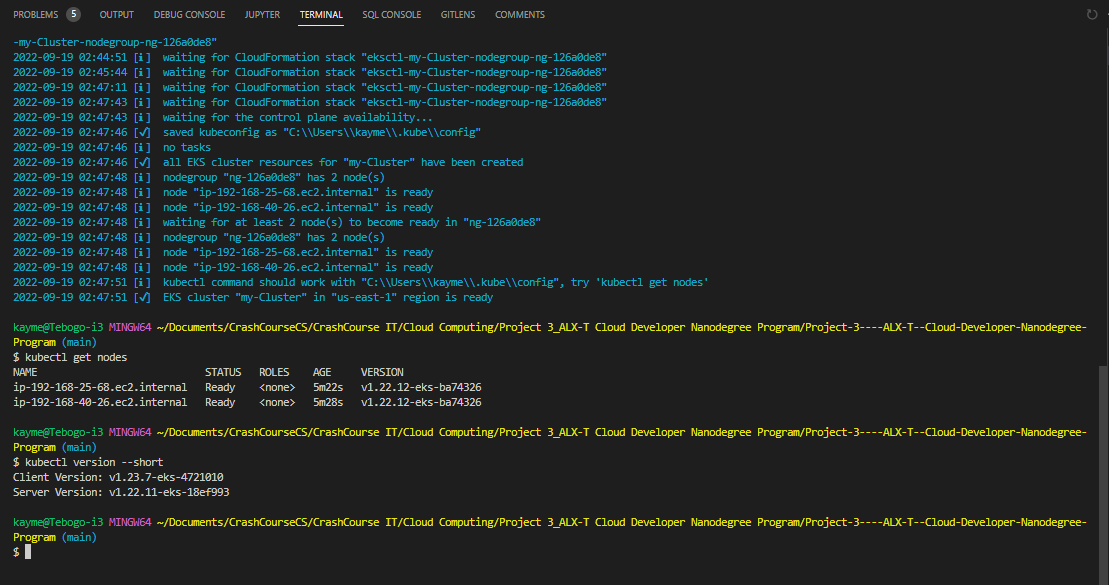 PROBLEMS 5 OUTPUT DEBUG CONSOLE JUPYTER TERMINAL SQL CONSOLE GITLENS COMMENTS
-my-Cluster-nodegroup-ng-126a0de8"
2022-09-19 02:44:51 [ℹ]  waiting for CloudFormation stack "eksctl-my-Cluster-nodegroup-ng-126a0de8"
2022-09-19 02:45:44 [ℹ]  waiting for CloudFormation stack "eksctl-my-Cluster-nodegroup-ng-126a0de8"
2022-09-19 02:47:11 [ℹ]  waiting for CloudFormation stack "eksctl-my-Cluster-nodegroup-ng-126a0de8"
2022-09-19 02:47:43 [ℹ]  waiting for CloudFormation stack "eksctl-my-Cluster-nodegroup-ng-126a0de8"
2022-09-19 02:47:43 [ℹ]  waiting for the control plane availability...
2022-09-19 02:47:46 [✓]  saved kubeconfig as "C:\\Users\\kayme\\.kube\\config"
2022-09-19 02:47:46 [ℹ]  no tasks
2022-09-19 02:47:46 [✓]  all EKS cluster resources for "my-Cluster" have been created
2022-09-19 02:47:48 [ℹ]  nodegroup "ng-126a0de8" has 2 node(s)
2022-09-19 02:47:48 [ℹ]  node "ip-192-168-25-68.ec2.internal" is ready
2022-09-19 02:47:48 [ℹ]  node "ip-192-168-40-26.ec2.internal" is ready
2022-09-19 02:47:48 [ℹ]  waiting for at least 2 node(s) to become ready in "ng-126a0de8"
2022-09-19 02:47:48 [ℹ]  nodegroup "ng-126a0de8" has 2 node(s)
2022-09-19 02:47:48 [ℹ]  node "ip-192-168-25-68.ec2.internal" is ready
2022-09-19 02:47:48 [ℹ]  node "ip-192-168-40-26.ec2.internal" is ready
2022-09-19 02:47:51 [ℹ]  kubectl command should work with "C:\\Users\\kayme\\.kube\\config", try 'kubectl get nodes'
2022-09-19 02:47:51 [✓]  EKS cluster "my-Cluster" in "us-east-1" region is ready
kayme@Tebogo-i3 MINGW64 ~/Documents/CrashCourseCS/CrashCourse IT/Cloud Computing/Project 3_ALX-T Cloud Developer Nanodegree Program/Project-3----ALX-T--Cloud-Developer-Nanodegree-
Program (main)
$ kubectl get nodes
NAME                            STATUS   ROLES    AGE     VERSION
ip-192-168-25-68.ec2.internal   Ready    <none>   5m22s   v1.22.12-eks-ba74326
ip-192-168-40-26.ec2.internal   Ready    <none>   5m28s   v1.22.12-eks-ba74326
kayme@Tebogo-i3 MINGW64 ~/Documents/CrashCourseCS/CrashCourse IT/Cloud Computing/Project 3_ALX-T Cloud Developer Nanodegree Program/Project-3----ALX-T--Cloud-Developer-Nanodegree-
Program (main)
$ kubectl version --short
Client Version: v1.23.7-eks-4721010
Server Version: v1.22.11-eks-18ef993
kayme@Tebogo-i3 MINGW64 ~/Documents/CrashCourseCS/CrashCourse IT/Cloud Computing/Project 3_ALX-T Cloud Developer Nanodegree Program/Project-3----ALX-T--Cloud-Developer-Nanodegree-
Program (main)
$